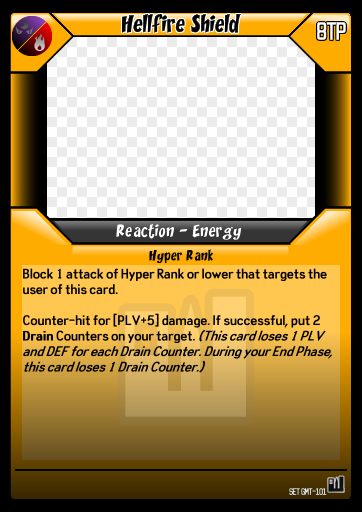 Hellfire Shield
8TP
Reaction - Energy
Hyper Rank
Block 1 attack of Hyper Rank or lower that targets the
user of this card.
Counter-hit for [PLV+5] damage. If successful, put 2
Drain Counters on your target. (This card loses 1 PLV
and DEF for each Drain Counter. During your End Phase,
this card loses 1 Drain Counter.)
SET GMT-101